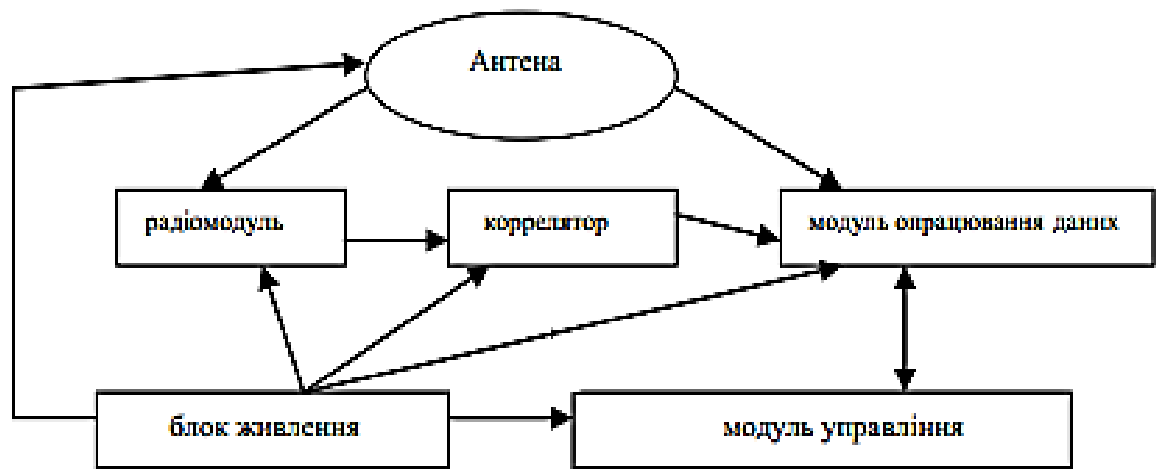 Антена
радіомодуль
коррелятор
модуль опрацювання даних
блок живлення
модуль управління